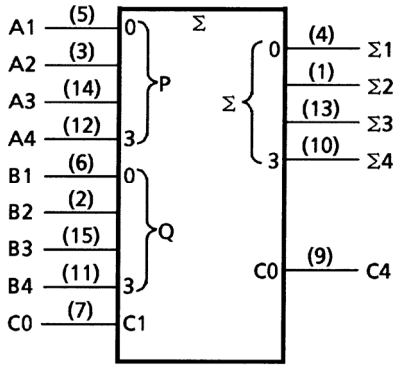 A1 (5) 0 Σ
0 (4) Σ1
A2 (3)
(1) Σ2
P
A3 (14)
Σ
(13) Σ3
A4 (12) 3
3 (10) Σ4
B1 (6) 0
B2 (2)
Q
B3 (15)
C0 (9) C4
B4 (11) 3
C0 (7) C1